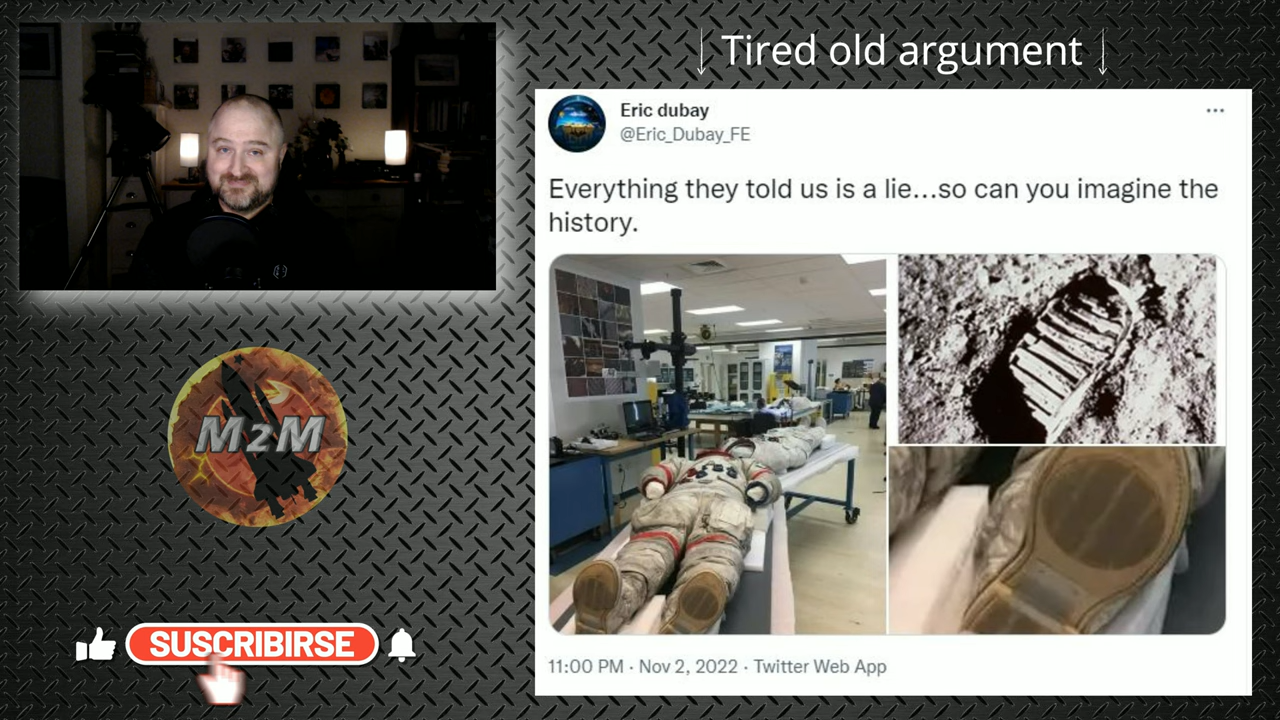 ↓ Tired old argument ↓
Eric dubay
@Eric_Dubay_FE
Everything they told us is a lie...so can you imagine the
history.
11:00 PM · Nov 2, 2022 · Twitter Web App
M2M
SUSCRIBIRSE